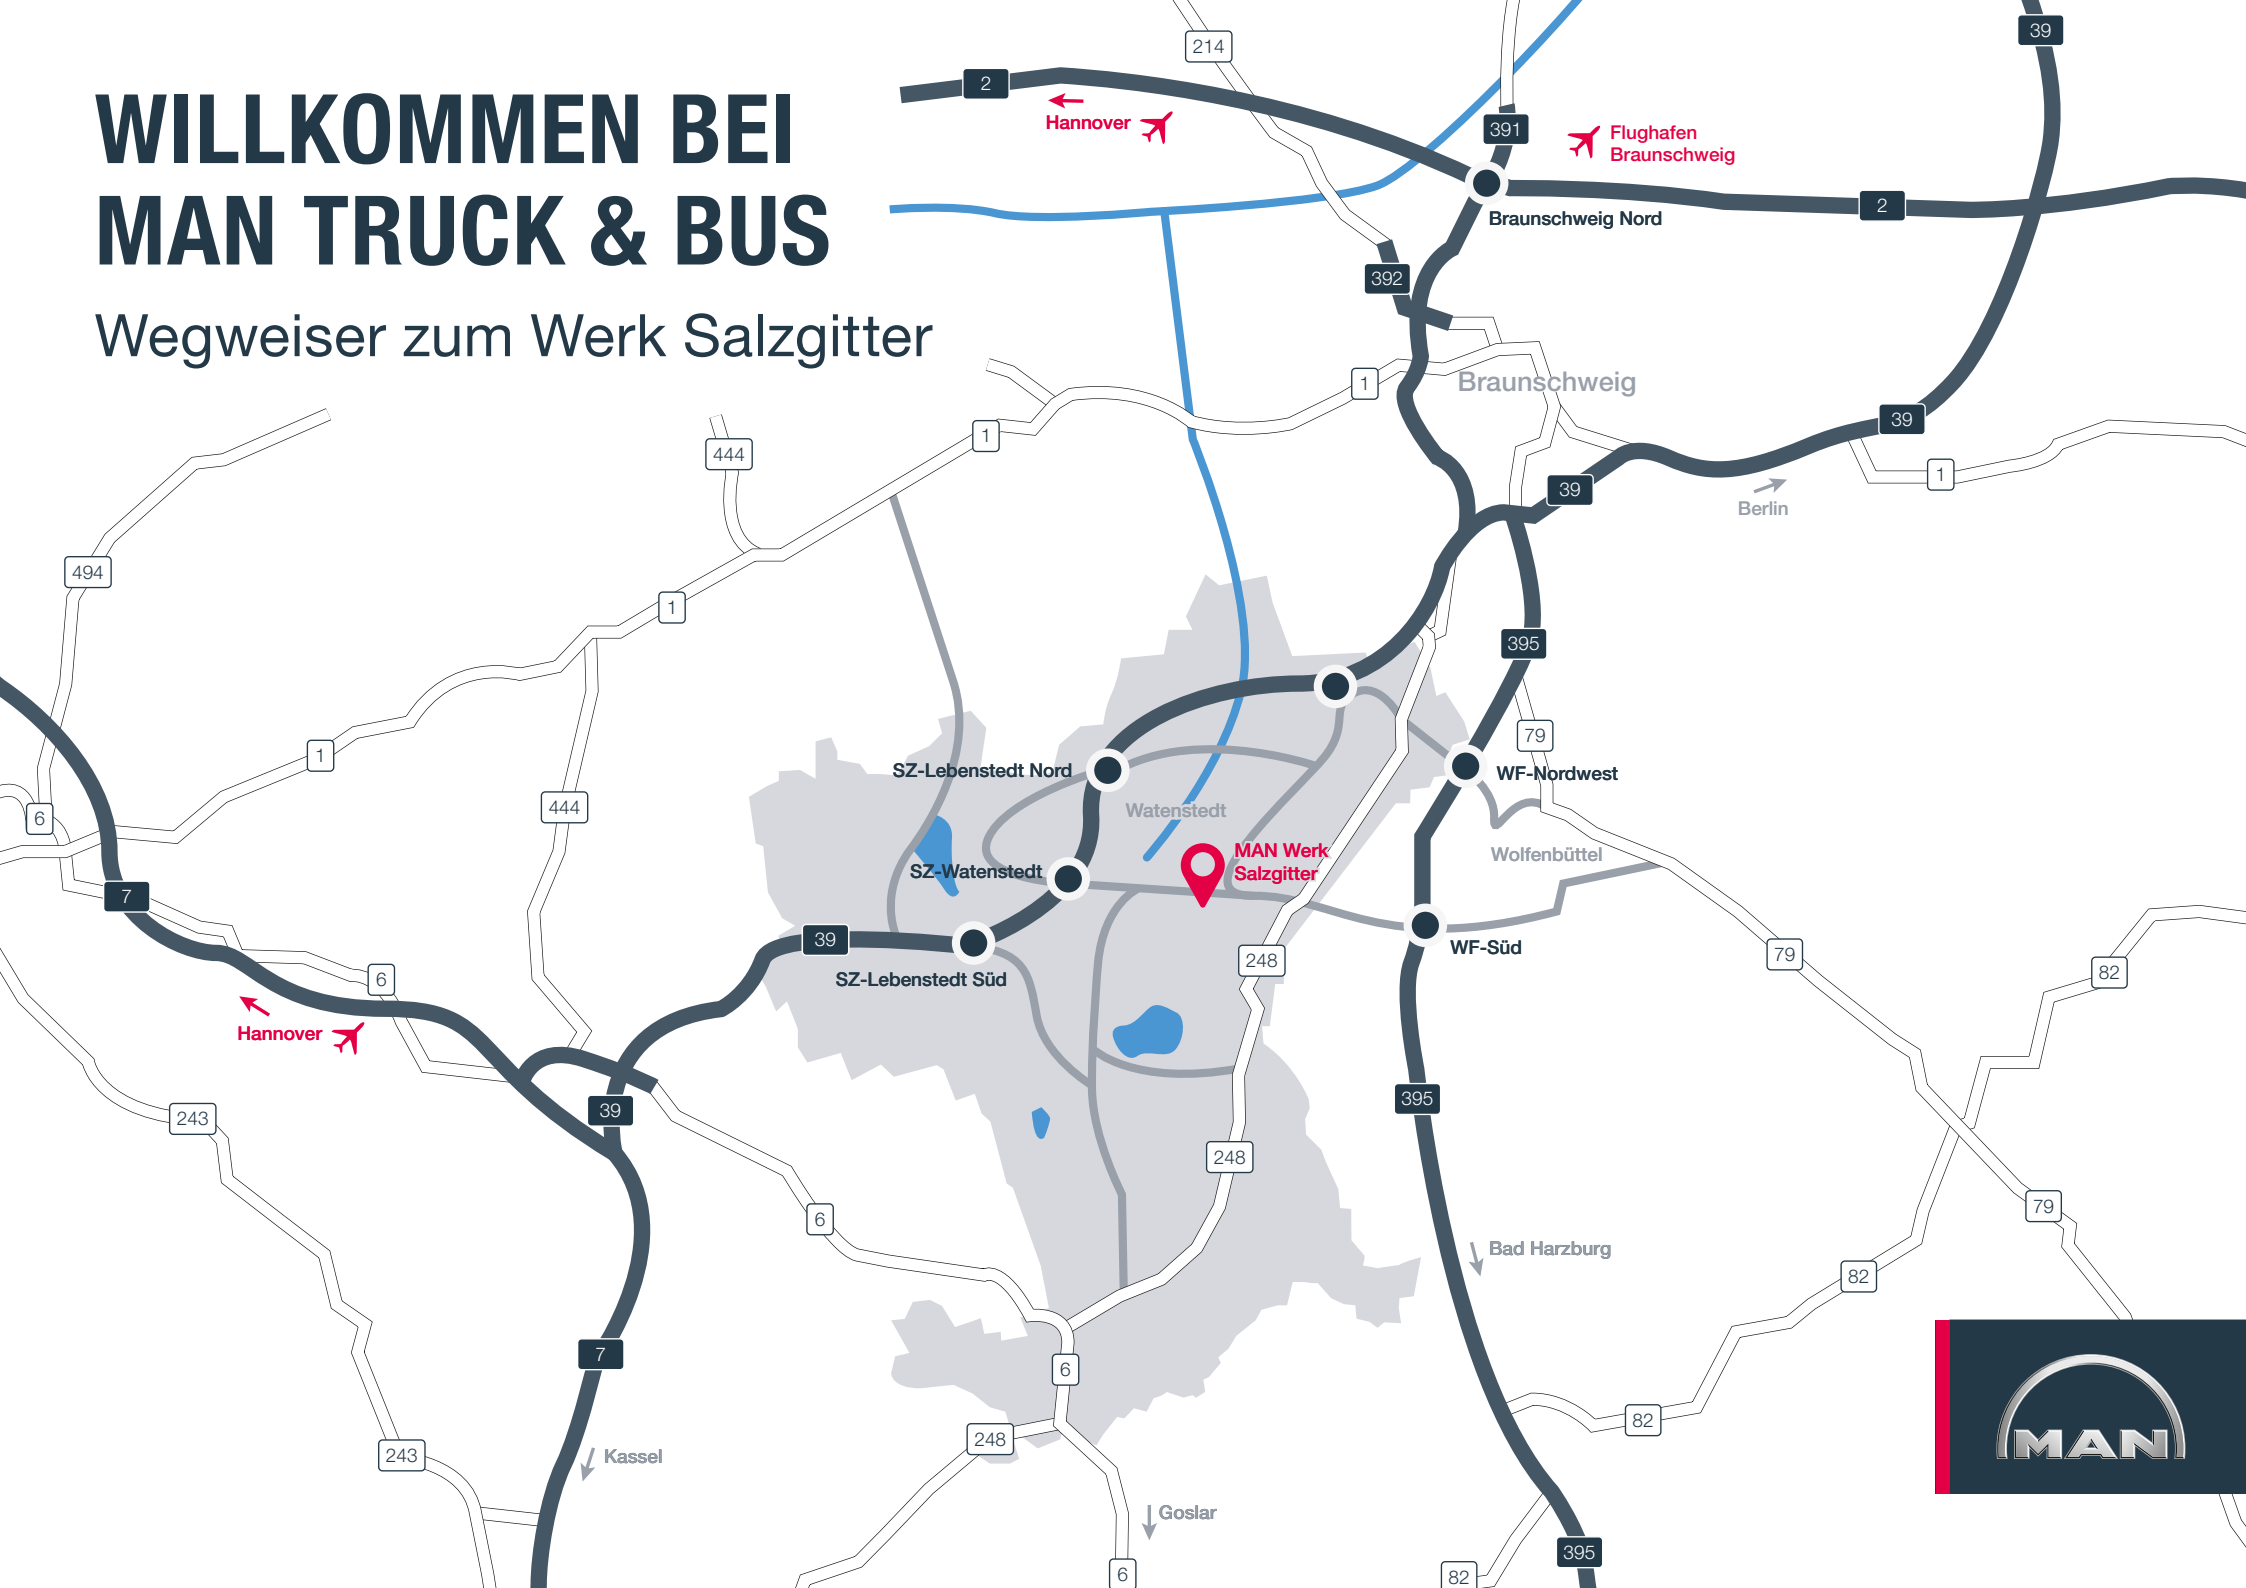 WILLKOMMEN BEI
MAN TRUCK & BUS
Wegweiser zum Werk Salzgitter
39
214
2
Hannover
391
Flughafen
Braunschweig
2
Braunschweig Nord
392
1
Braunschweig
39
1
444
1
39
Berlin
494
1
395
79
1
SZ-Lebenstedt Nord
WF-Nordwest
444
6
Watenstedt
MAN Werk
Salzgitter
Wolfenbüttel
SZ-Watenstedt
7
39
WF-Süd
79
248
82
6
SZ-Lebenstedt Süd
Hannover
39
395
243
248
79
6
Bad Harzburg
82
7
6
82
248
243
Kassel
MAN
Goslar
395
6
82